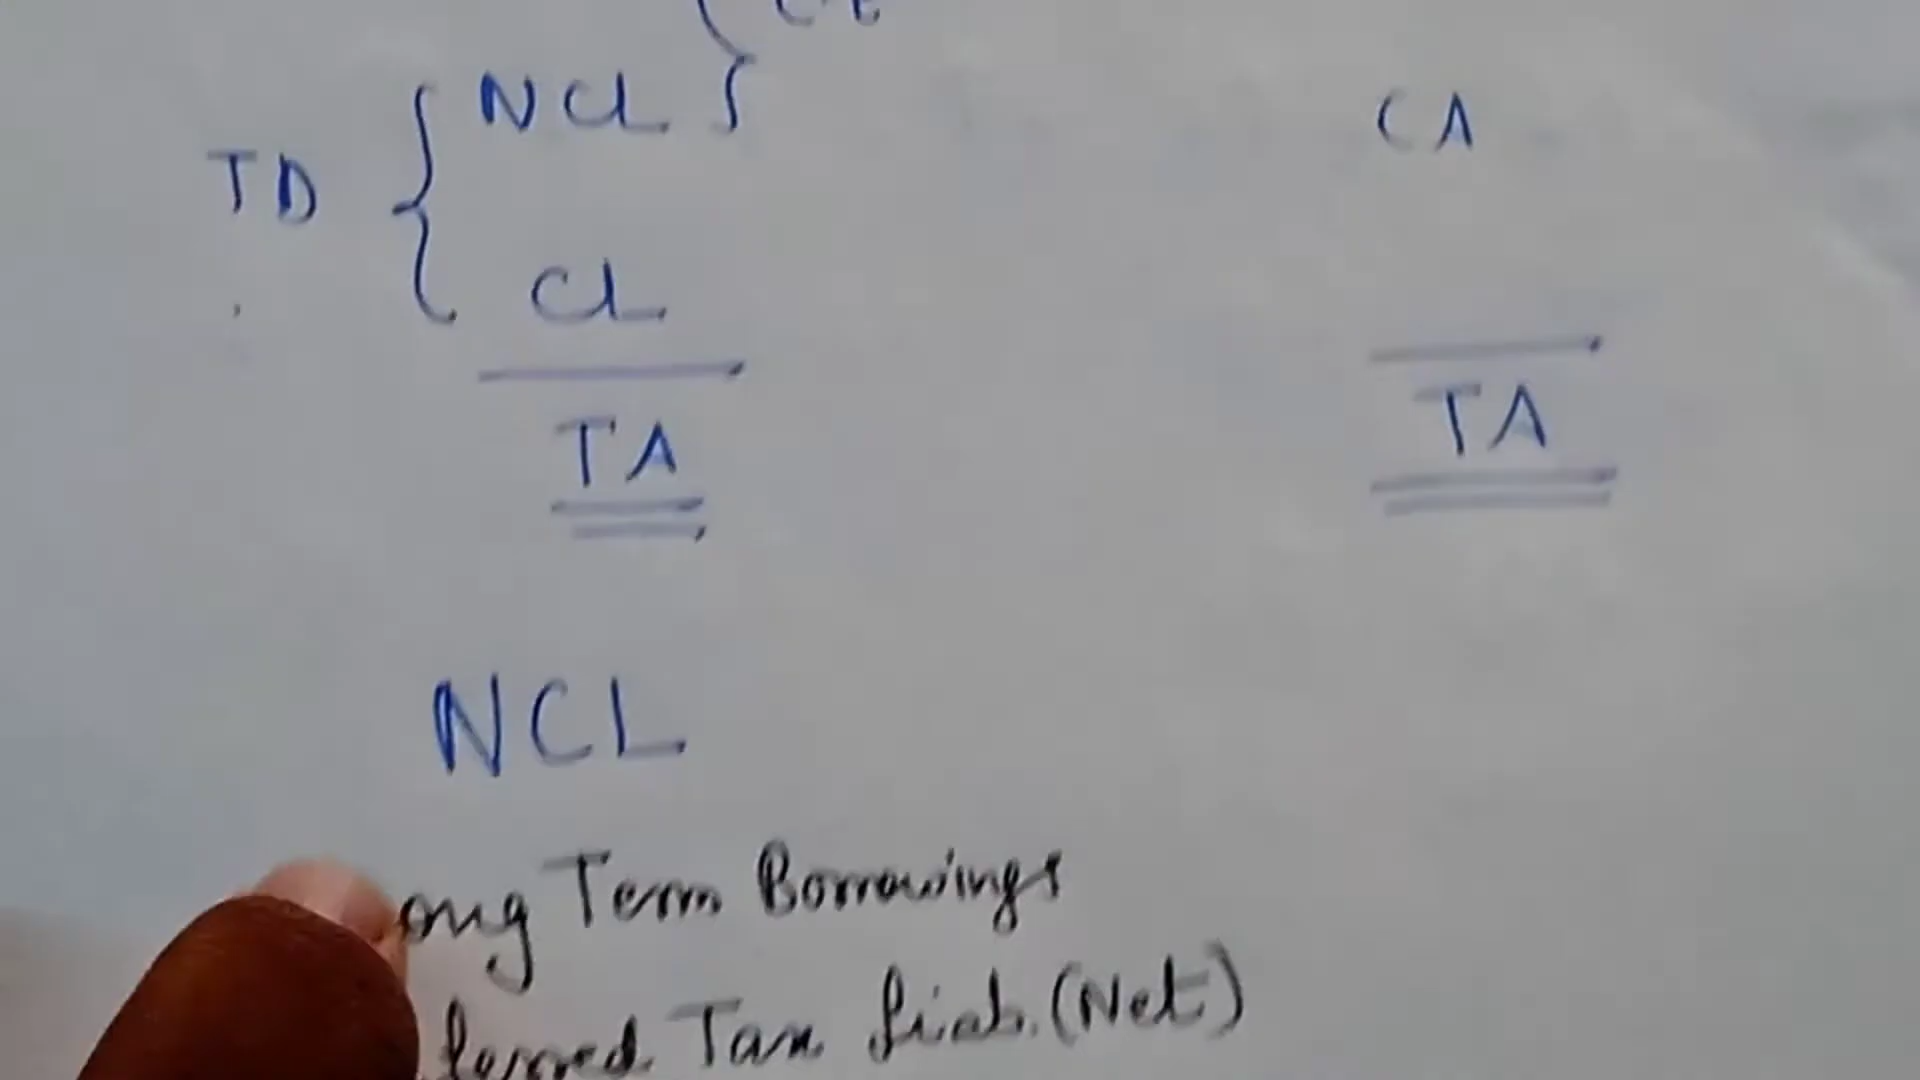 NCL
CA
TD
CL
TA
TA
NCL
ong Term Borrowings
ferred Tax Liab. (Net)